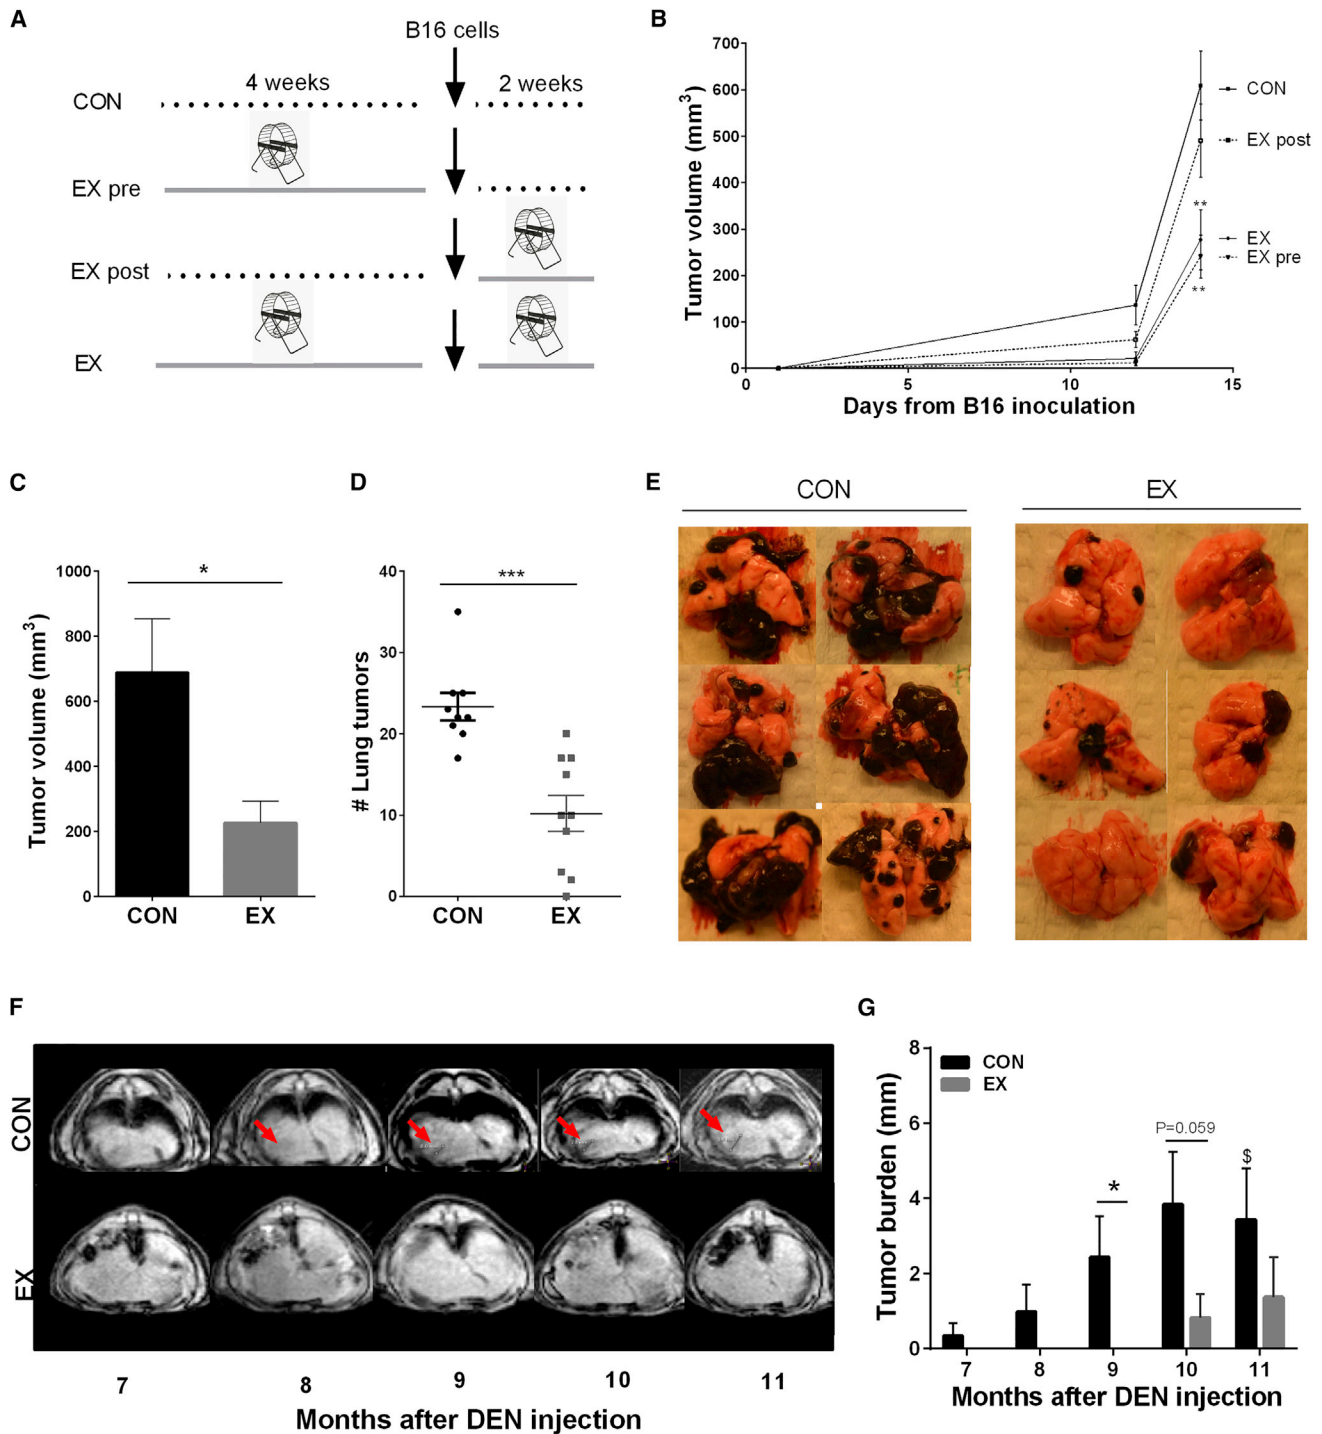 A
B16 cells
4 weeks
2 weeks
CON
EX pre
EX post
EX
B
700
600
500
400
300
200
100
0
Tumor volume (mm3)
0
5
10
15
Days from B16 inoculation
CON
EX post
**
EX
EX pre
**
C
1000
800
600
400
200
0
Tumor volume (mm3)
*
CON
EX
D
40
30
20
10
0
# Lung tumors
***
CON
EX
E
CON
EX
F
CON
EX
7
8
9
10
11
Months after DEN injection
G
8
6
4
2
0
Tumor burden (mm)
CON
EX
*
P=0.059
$
7
8
9
10
11
Months after DEN injection